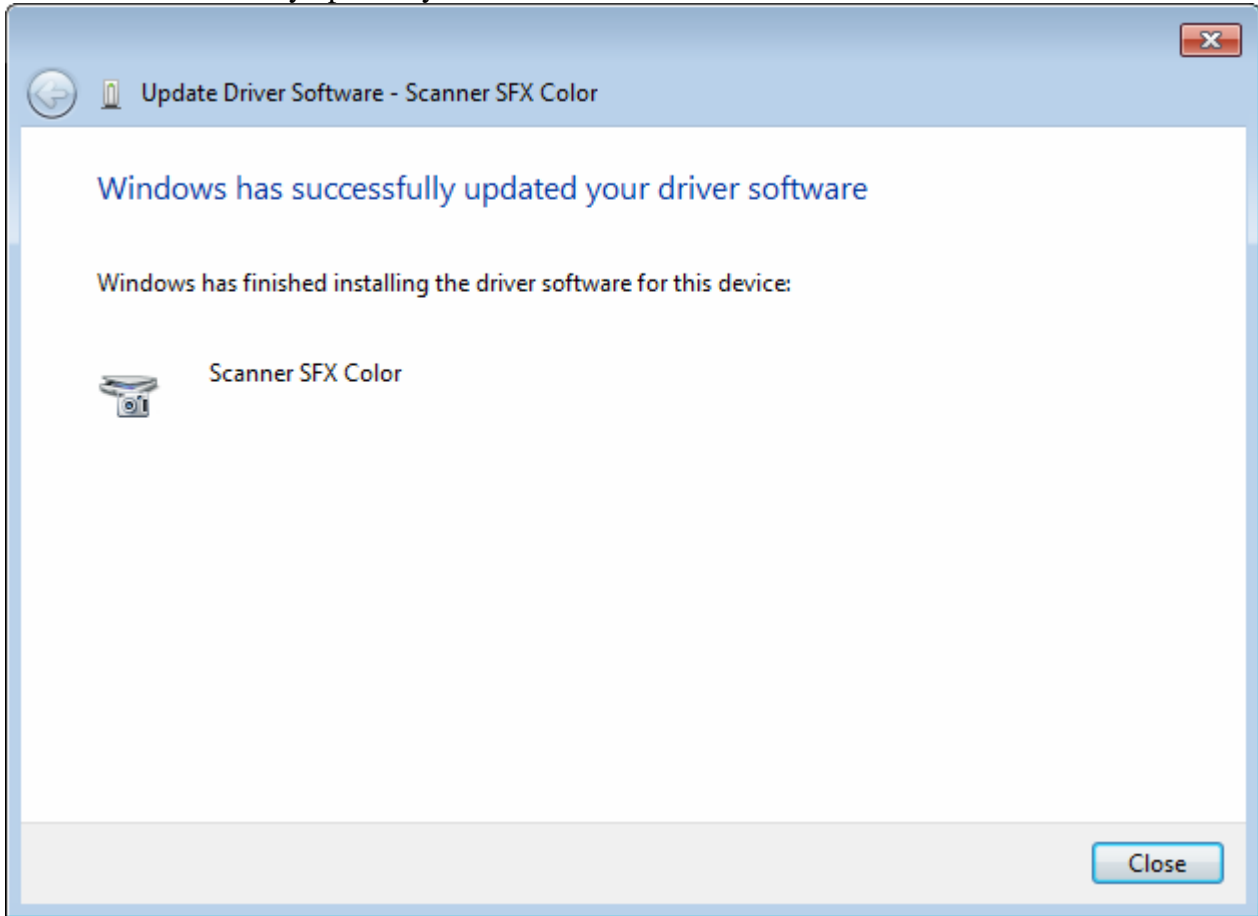 Update Driver Software - Scanner SFX Color
Windows has successfully updated your driver software
Windows has finished installing the driver software for this device:
Scanner SFX Color
Close